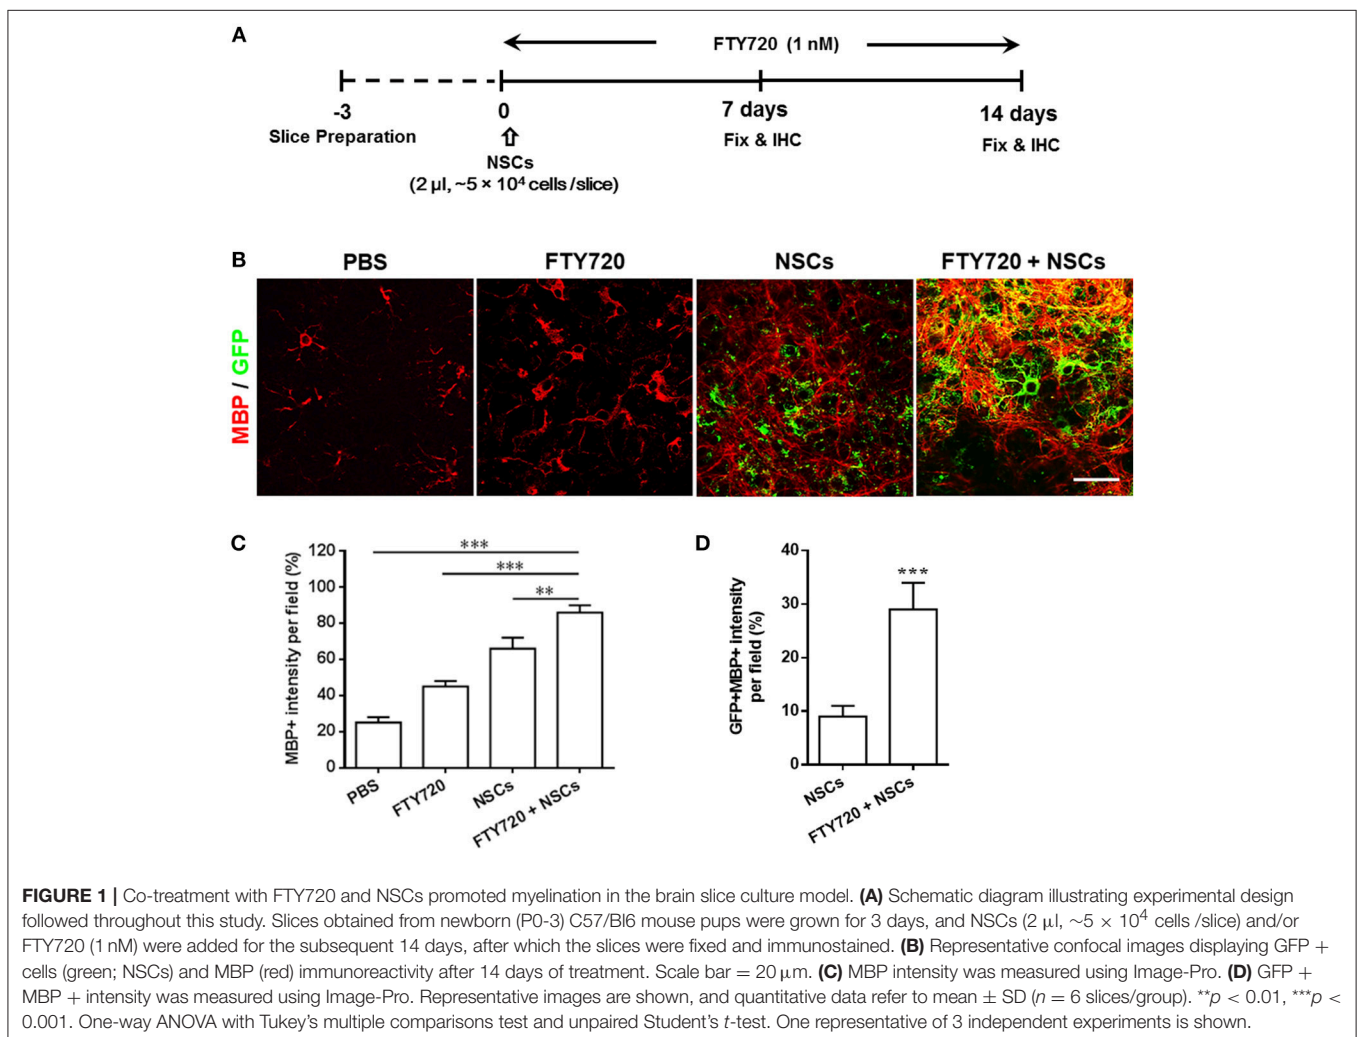 A
FTY720 (1 nM)
-3
0
7 days
14 days
Slice Preparation
Fix & IHC
Fix & IHC
NSCs
(2 µl, ~5 × 10⁴ cells /slice)
B
PBS
FTY720
NSCs
FTY720 + NSCs
MBP / GFP
C
MBP+ intensity per field (%)
120
100
80
60
40
20
0
***
***
**
PBS
FTY720
NSCs
FTY720 + NSCs
D
GFP+MBP+ intensity
per field (%)
40
30
20
10
0
***
NSCs
FTY720 + NSCs
FIGURE 1 | Co-treatment with FTY720 and NSCs promoted myelination in the brain slice culture model. (A) Schematic diagram illustrating experimental design
followed throughout this study. Slices obtained from newborn (P0-3) C57/Bl6 mouse pups were grown for 3 days, and NSCs (2 µl, ~5 × 10⁴ cells /slice) and/or
FTY720 (1 nM) were added for the subsequent 14 days, after which the slices were fixed and immunostained. (B) Representative confocal images displaying GFP +
cells (green; NSCs) and MBP (red) immunoreactivity after 14 days of treatment. Scale bar = 20 µm. (C) MBP intensity was measured using Image-Pro. (D) GFP +
MBP + intensity was measured using Image-Pro. Representative images are shown, and quantitative data refer to mean ± SD (n = 6 slices/group). **p < 0.01, ***p <
0.001. One-way ANOVA with Tukey's multiple comparisons test and unpaired Student's t-test. One representative of 3 independent experiments is shown.